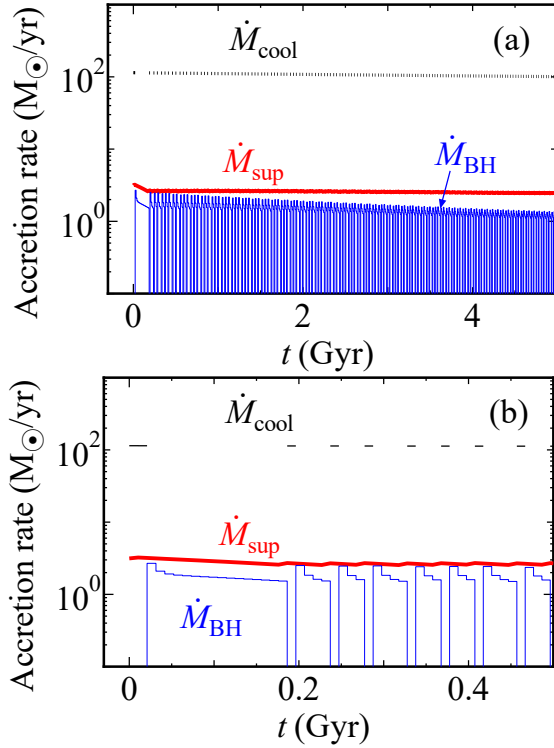 (a)
Ṁcool
10²
Ṁsup
ṀBH
10⁰
Accretion rate (M⊙/yr)
0 2 4
t (Gyr)
(b)
Ṁcool
10²
Ṁsup
10⁰
ṀBH
Accretion rate (M⊙/yr)
0 0.2 0.4
t (Gyr)